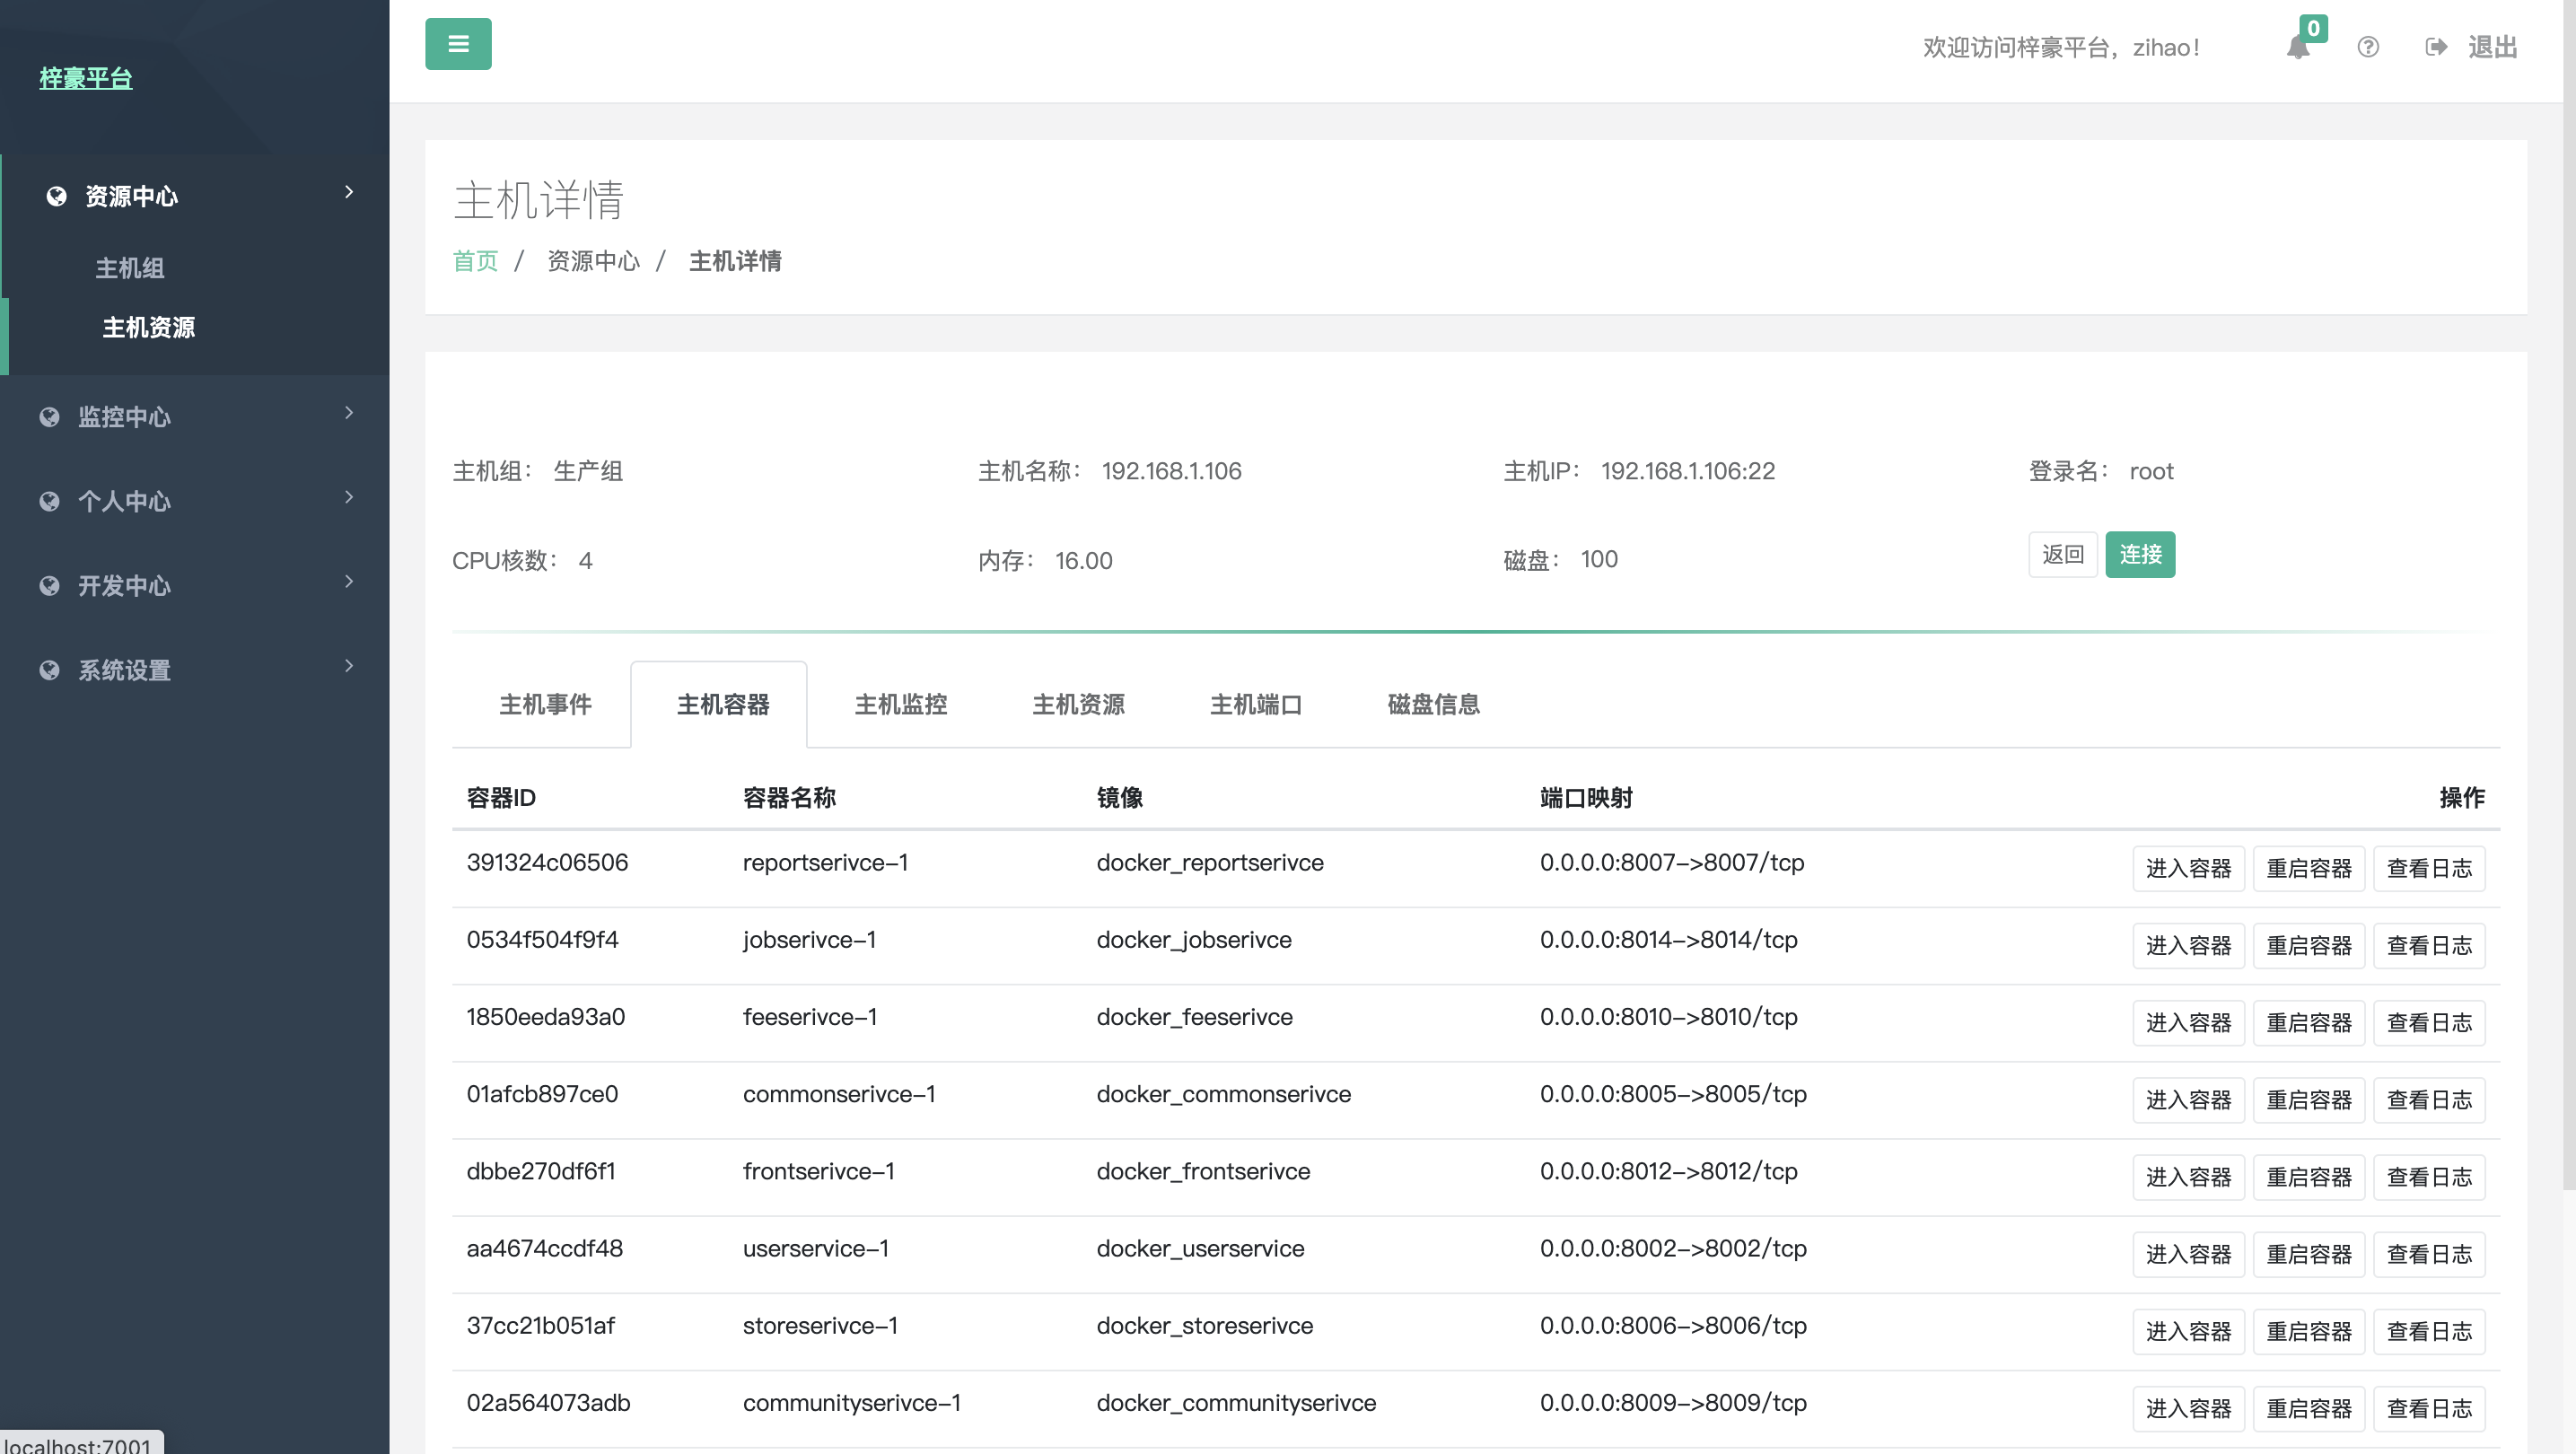 梓豪平台
欢迎访问梓豪平台，zihao！
0
退出
资源中心
主机组
主机资源
监控中心
个人中心
开发中心
系统设置
主机详情
首页 / 资源中心 / 主机详情
主机组： 生产组 主机名称： 192.168.1.106 主机IP： 192.168.1.106:22 登录名： root
CPU核数： 4 内存： 16.00 磁盘： 100 返回 连接
主机事件 主机容器 主机监控 主机资源 主机端口 磁盘信息
容器ID 容器名称 镜像 端口映射 操作
391324c06506 reportserivce-1 docker_reportserivce 0.0.0.0:8007->8007/tcp 进入容器 重启容器 查看日志
0534f504f9f4 jobserivce-1 docker_jobserivce 0.0.0.0:8014->8014/tcp 进入容器 重启容器 查看日志
1850eeda93a0 feeserivce-1 docker_feeserivce 0.0.0.0:8010->8010/tcp 进入容器 重启容器 查看日志
01afcb897ce0 commonserivce-1 docker_commonserivce 0.0.0.0:8005->8005/tcp 进入容器 重启容器 查看日志
dbbe270df6f1 frontserivce-1 docker_frontserivce 0.0.0.0:8012->8012/tcp 进入容器 重启容器 查看日志
aa4674ccdf48 userservice-1 docker_userservice 0.0.0.0:8002->8002/tcp 进入容器 重启容器 查看日志
37cc21b051af storeserivce-1 docker_storeserivce 0.0.0.0:8006->8006/tcp 进入容器 重启容器 查看日志
02a564073adb communityserivce-1 docker_communityserivce 0.0.0.0:8009->8009/tcp 进入容器 重启容器 查看日志
localhost:7001